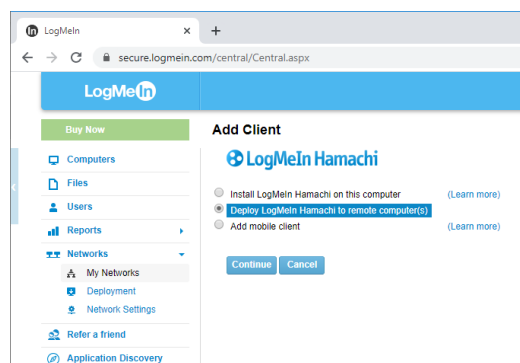 LogMeIn
secure.logmein.com/central/Central.aspx
LogMeIn
Buy Now
Computers
Files
Users
Reports
Networks
My Networks
Deployment
Network Settings
Refer a friend
Application Discovery
Add Client
LogMeIn Hamachi
Install LogMeIn Hamachi on this computer (Learn more)
Deploy LogMeIn Hamachi to remote computer(s)
Add mobile client (Learn more)
Continue Cancel